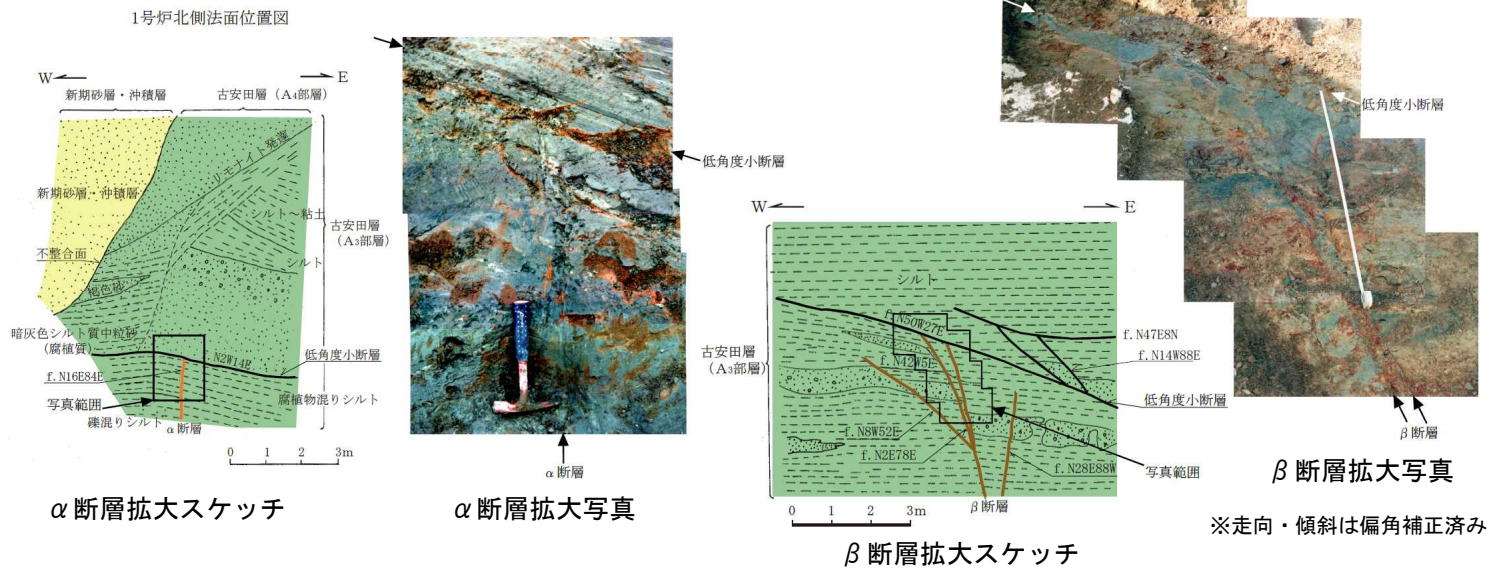 1号炉北側法面位置図
W E
新期砂層・沖積層 古安田層(A4部層)
リモナイト発達
新期砂層・沖積層
シルト～粘土
古安田層
(A3部層)
不整合面
シルト
褐色砂
暗灰色シルト質中粒砂
(腐植質)
N2W14E
低角度小断層
f.N16E84E
写真範囲
腐植物混りシルト
礫混りシルト
α断層
0 1 2 3m
α断層拡大スケッチ
低角度小断層
α断層
α断層拡大写真
W E
シルト
f.N50W27E
f.N47E8N
f.N14W88E
古安田層
(A3部層)
低角度小断層
f.N8W52E
f.N2E78E
f.N28E88W
写真範囲
β断層
0 1 2 3m
β断層拡大スケッチ
低角度小断層
β断層
β断層拡大写真
※走向・傾斜は偏角補正済み